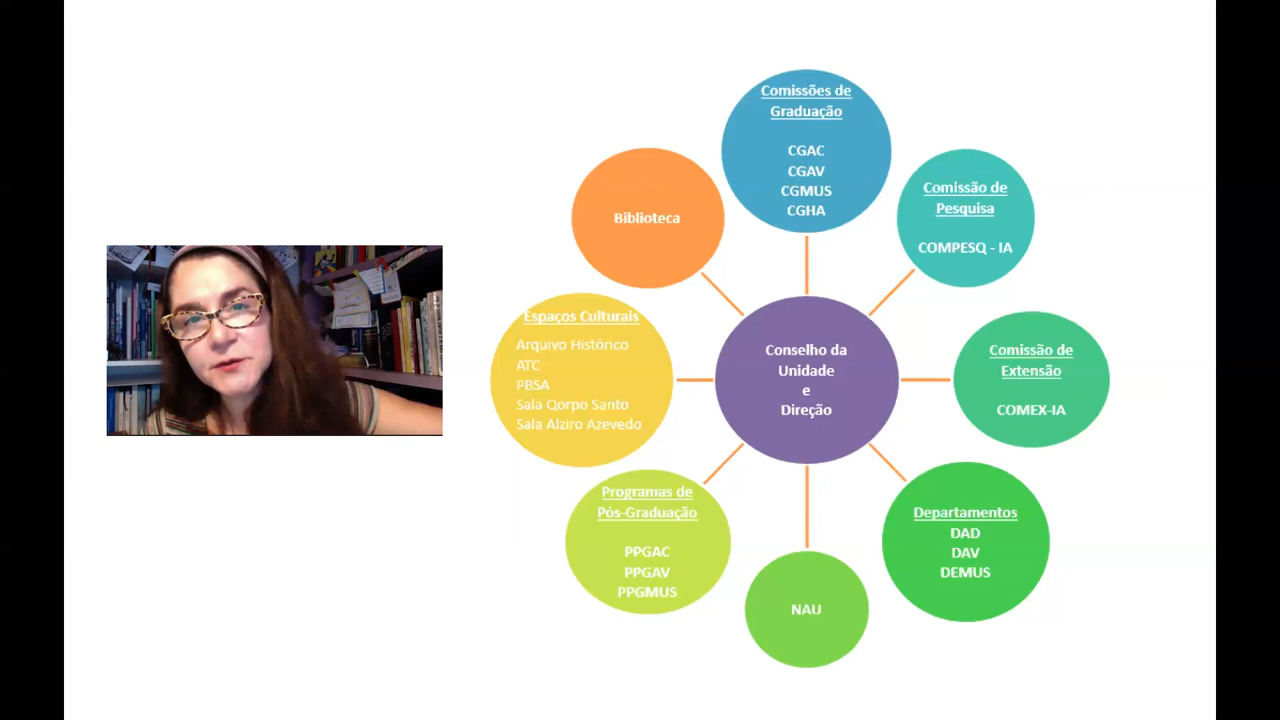 Comissões de
Graduação
CGAC
CGAV
CGMUS
CGHA
Comissão de
Pesquisa
COMPESQ - IA
Comissão de
Extensão
COMEX-IA
Departamentos
DAD
DAV
DEMUS
NAU
Programas de
Pós-Graduação
PPGAC
PPGAV
PPGMUS
Espaços Culturais
Arquivo Histórico
ATC
PBSA
Sala Qorpo Santo
Sala Alziro Azevedo
Biblioteca
Conselho da
Unidade
e
Direção